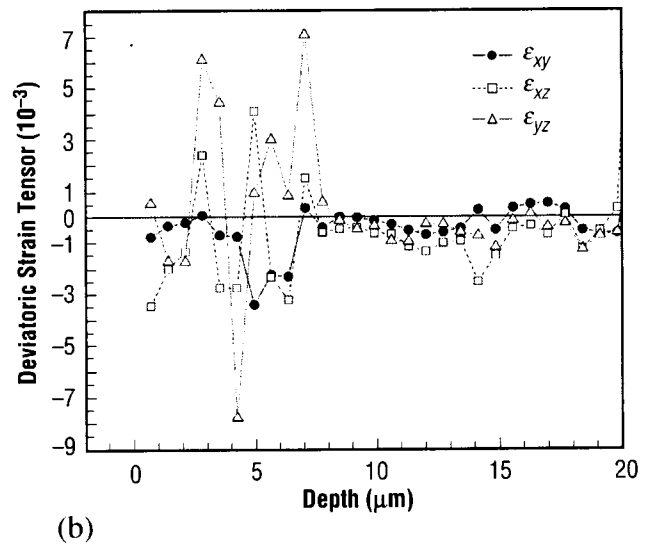 7
5
3
1
0
−1
−3
−5
−7
−9
Deviatoric Strain Tensor (10⁻³)
ε_xy
ε_xz
ε_yz
0
5
10
15
20
Depth (μm)
(b)